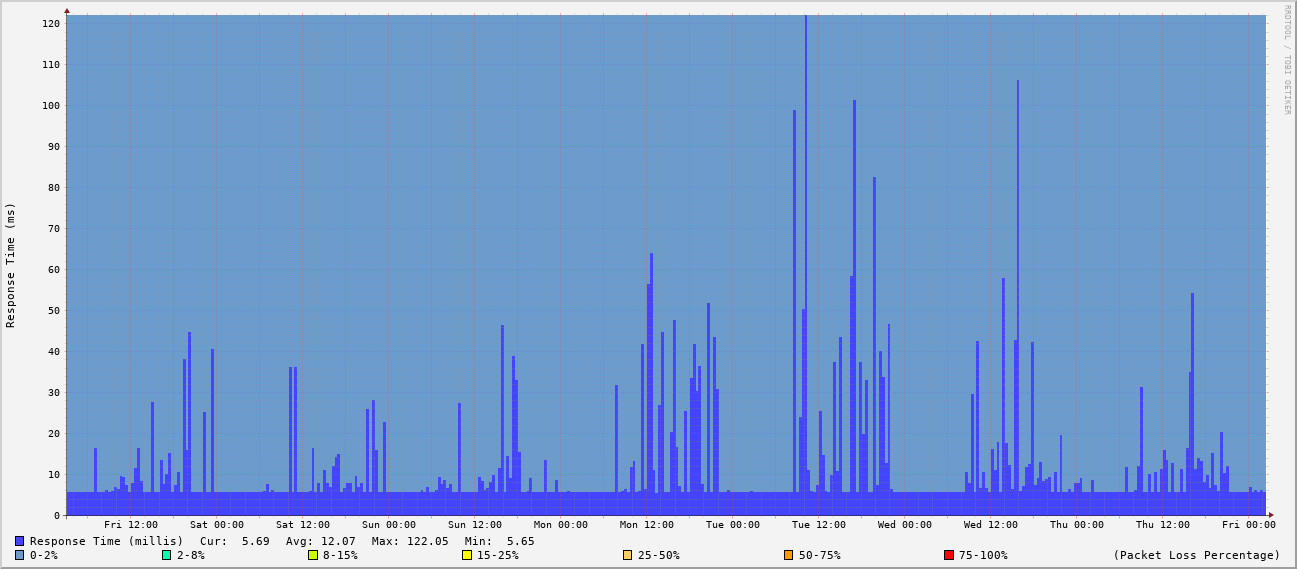 RRDTOOL / TOBI OETIKER
Response Time (ms)
120
110
100
90
80
70
60
50
40
30
20
10
0
Fri 12:00 Sat 00:00 Sat 12:00 Sun 00:00 Sun 12:00 Mon 00:00 Mon 12:00 Tue 00:00 Tue 12:00 Wed 00:00 Wed 12:00 Thu 00:00 Thu 12:00 Fri 00:00
Response Time (millis) Cur: 5.69 Avg: 12.07 Max: 122.05 Min: 5.65
0-2% 2-8% 8-15% 15-25% 25-50% 50-75% 75-100% (Packet Loss Percentage)